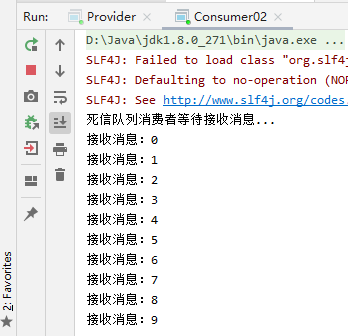 Run:
Provider
Consumer02
D:\Java\jdk1.8.0_271\bin\java.exe ...
SLF4J: Failed to load class "org.slf4j
SLF4J: Defaulting to no-operation (NOP
SLF4J: See http://www.slf4j.org/codes.
死信队列消费者等待接收消息...
接收消息：0
接收消息：1
接收消息：2
接收消息：3
接收消息：4
接收消息：5
接收消息：6
接收消息：7
接收消息：8
接收消息：9
2: Favorites